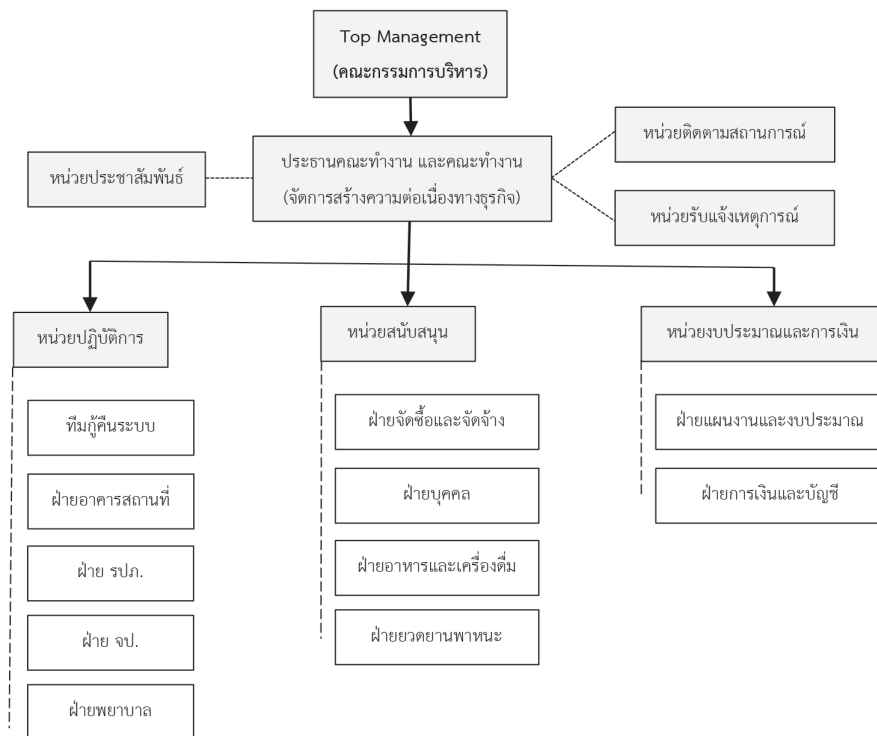 Top Management
(คณะกรรมการบริหาร)
หน่วยติดตามสถานการณ์
ประธานคณะทำงาน และคณะทำงาน
(จัดการสร้างความต่อเนื่องทางธุรกิจ)
หน่วยประชาสัมพันธ์
หน่วยรับแจ้งเหตุการณ์
หน่วยปฏิบัติการ
ทีมกู้คืนระบบ
ฝ่ายอาคารสถานที่
ฝ่าย รปภ.
ฝ่าย จป.
ฝ่ายพยาบาล
หน่วยสนับสนุน
ฝ่ายจัดซื้อและจัดจ้าง
ฝ่ายบุคคล
ฝ่ายอาหารและเครื่องดื่ม
ฝ่ายยวดยานพาหนะ
หน่วยงบประมาณและการเงิน
ฝ่ายแผนงานและงบประมาณ
ฝ่ายการเงินและบัญชี